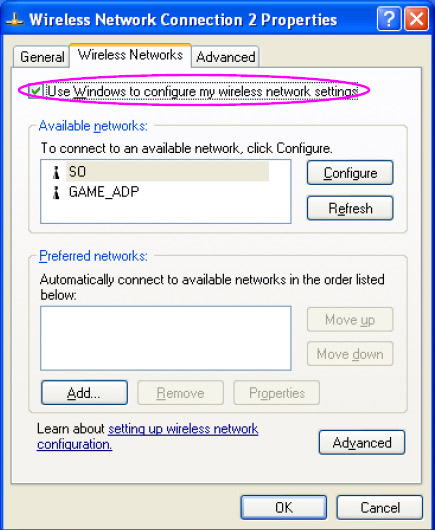 Wireless Network Connection 2 Properties
General Wireless Networks Advanced
Use Windows to configure my wireless network settings
Available networks:
To connect to an available network, click Configure.
SO
GAME_ADP
Configure
Refresh
Preferred networks:
Automatically connect to available networks in the order listed
below:
Move up
Move down
Add... Remove Properties
Learn about setting up wireless network
configuration.
Advanced
OK Cancel